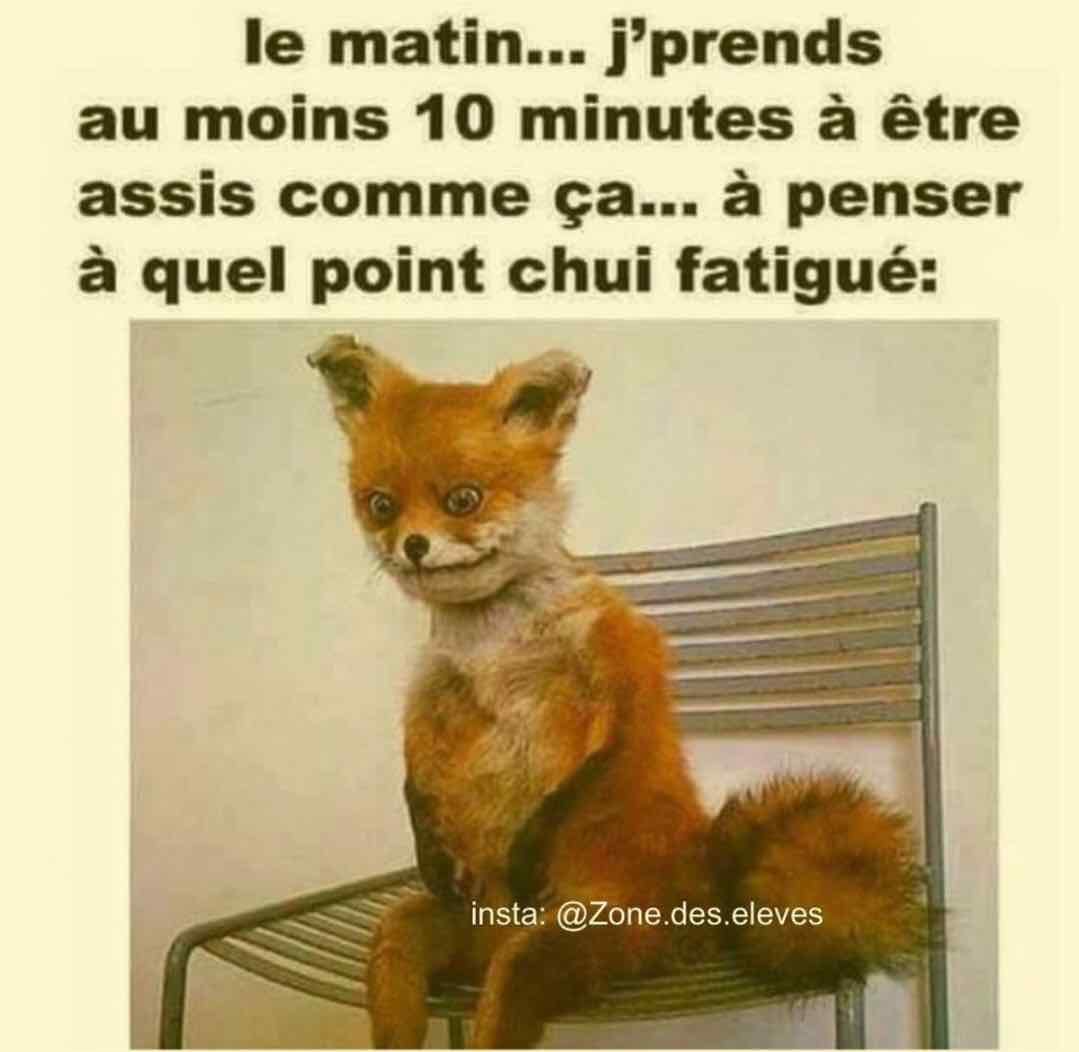 le matin... j’prends
au moins 10 minutes à être
assis comme ça... à penser
à quel point chui fatigué:
insta: @Zone.des.eleves